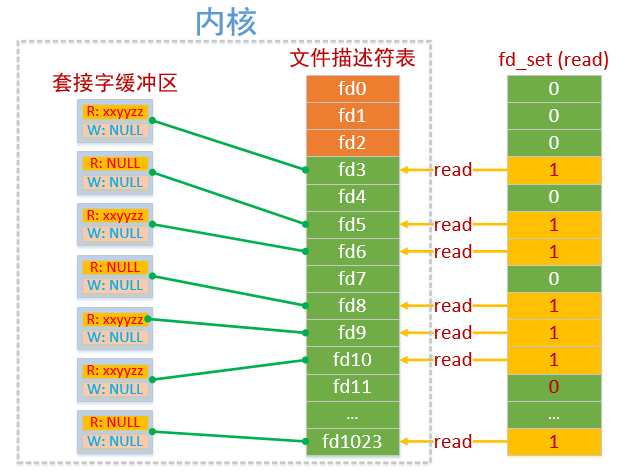 内核
套接字缓冲区
R: xxyyzz
W: NULL
R: NULL
W: NULL
R: xxyyzz
W: NULL
R: NULL
W: NULL
R: xxyyzz
W: NULL
R: xxyyzz
W: NULL
R: NULL
W: NULL
文件描述符表
fd0
fd1
fd2
fd3
fd4
fd5
fd6
fd7
fd8
fd9
fd10
fd11
...
fd1023
read
read
read
read
read
read
read
fd_set (read)
0
0
0
1
0
1
1
0
1
1
1
0
...
1